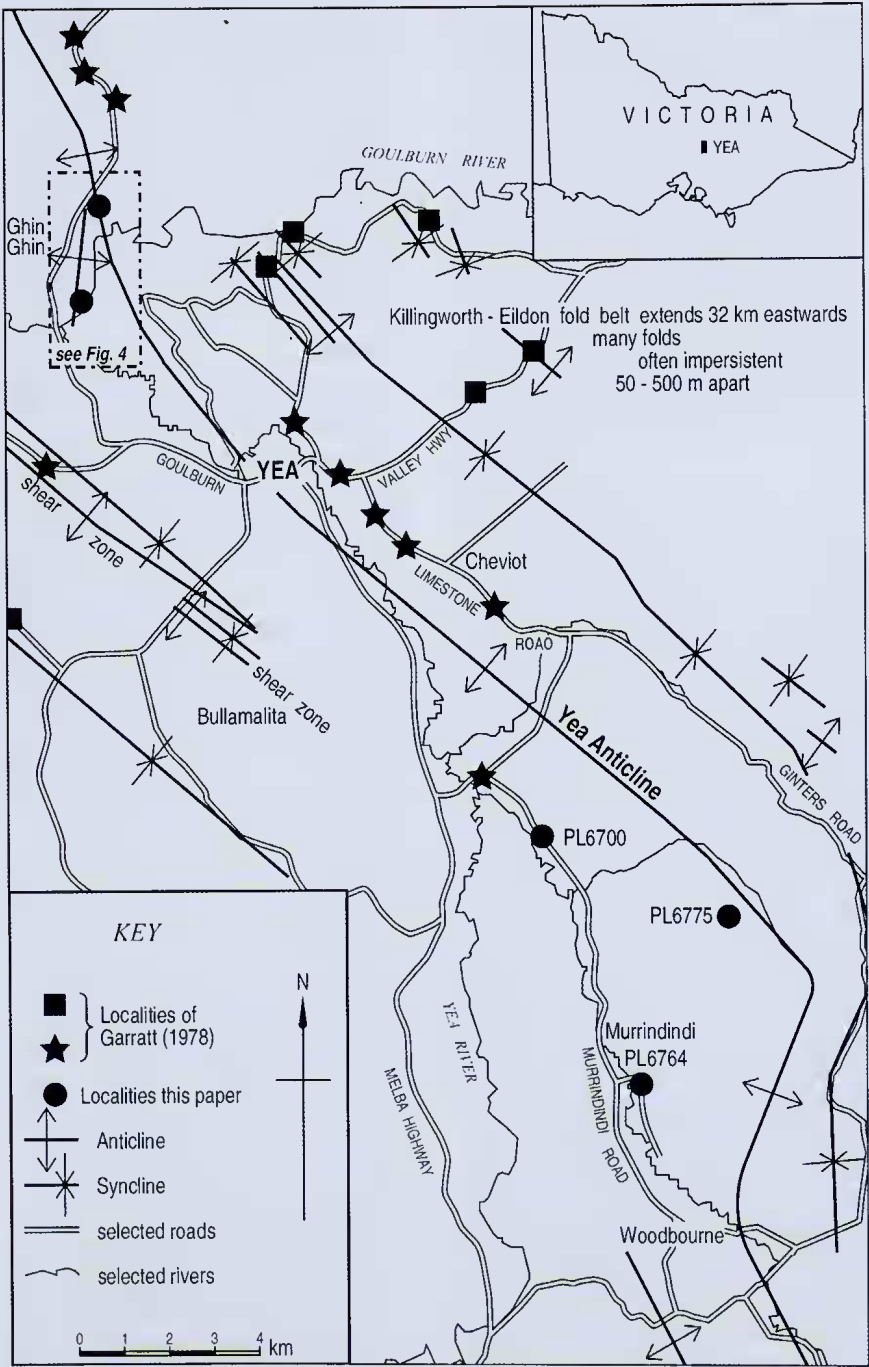 VICTORIA
YEA
GOULBURN RIVER
Ghin
Ghin
see Fig. 4
Killingworth - Eildon fold belt extends 32 km eastwards
many folds
often impersistent
50 - 500 m apart
GOULBURN
YEA
VALLEY HWY
shear zone
Cheviot
LIMESTONE
ROAO
shear zone
Bullamalita
Yea Anticline
GINTERS ROAD
PL6700
PL6775
KEY
N
Localities of
Garratt (1978)
Localities this paper
Anticline
Syncline
selected roads
selected rivers
0 1 2 3 4 km
YEA RIVER
MELBA HIGHWAY
Murrindindi
PL6764
MURRINDINDI ROAD
Woodbourne